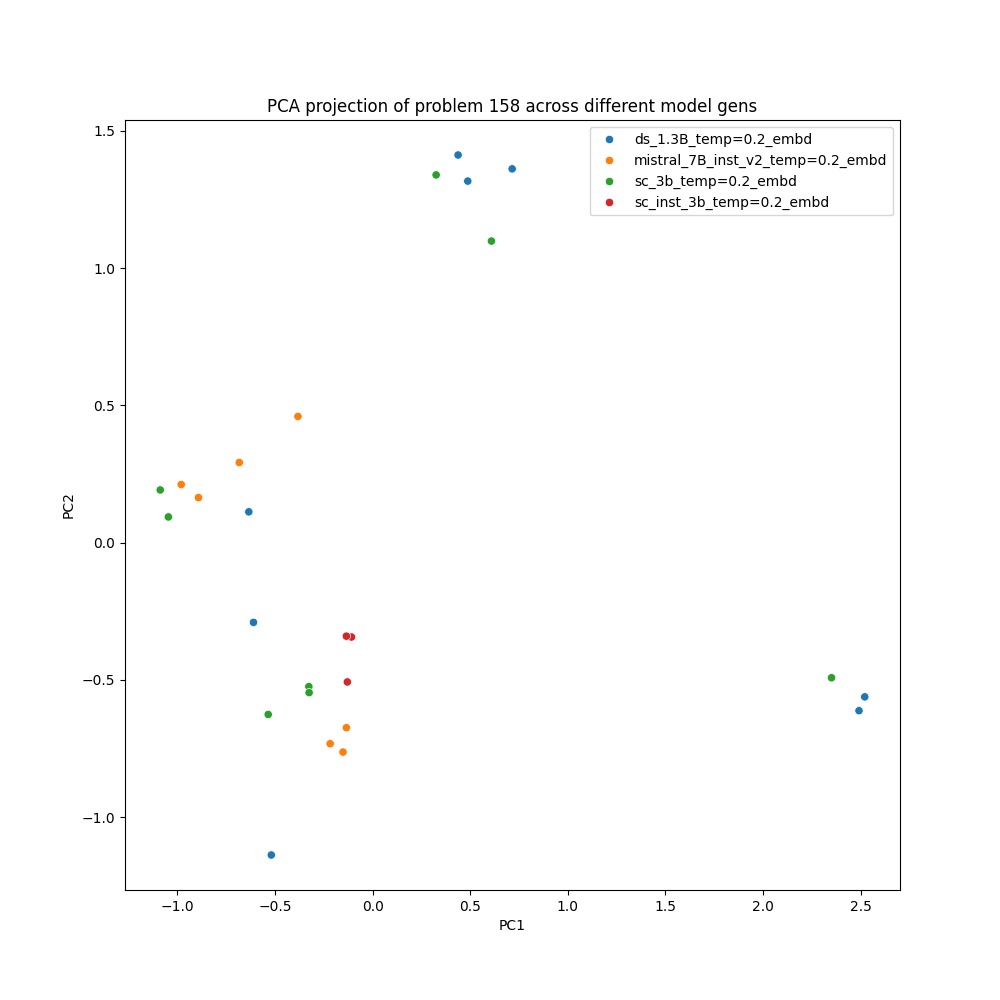 PCA projection of problem 158 across different model gens
ds_1.3B_temp=0.2_embd
mistral_7B_inst_v2_temp=0.2_embd
sc_3b_temp=0.2_embd
sc_inst_3b_temp=0.2_embd
1.5
1.0
0.5
0.0
−0.5
−1.0
PC2
−1.0 −0.5 0.0 0.5 1.0 1.5 2.0 2.5
PC1